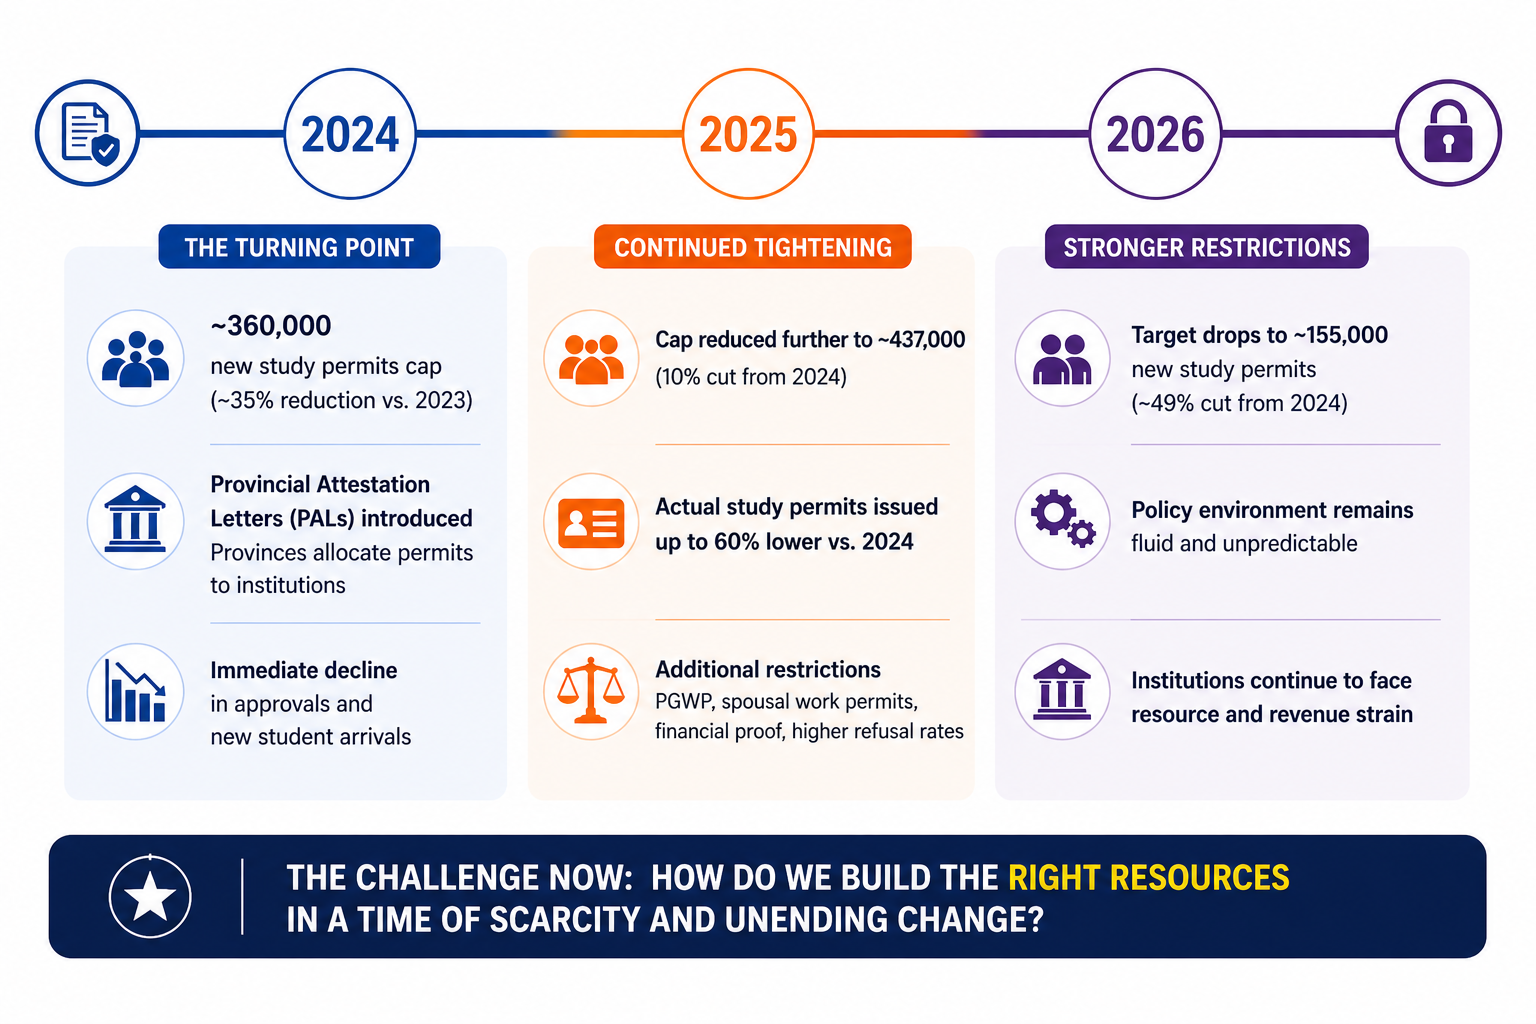 2024
2025
2026
THE TURNING POINT
~360,000
new study permits cap
(~35% reduction vs. 2023)
Provincial Attestation
Letters (PALs) introduced
Provinces allocate permits
to institutions
Immediate decline
in approvals and
new student arrivals
CONTINUED TIGHTENING
Cap reduced further to ~437,000
(10% cut from 2024)
Actual study permits issued
up to 60% lower vs. 2024
Additional restrictions
PGWP, spousal work permits,
financial proof, higher refusal rates
STRONGER RESTRICTIONS
Target drops to ~155,000
new study permits
(~49% cut from 2024)
Policy environment remains
fluid and unpredictable
Institutions continue to face
resource and revenue strain
THE CHALLENGE NOW: HOW DO WE BUILD THE RIGHT RESOURCES
IN A TIME OF SCARCITY AND UNENDING CHANGE?